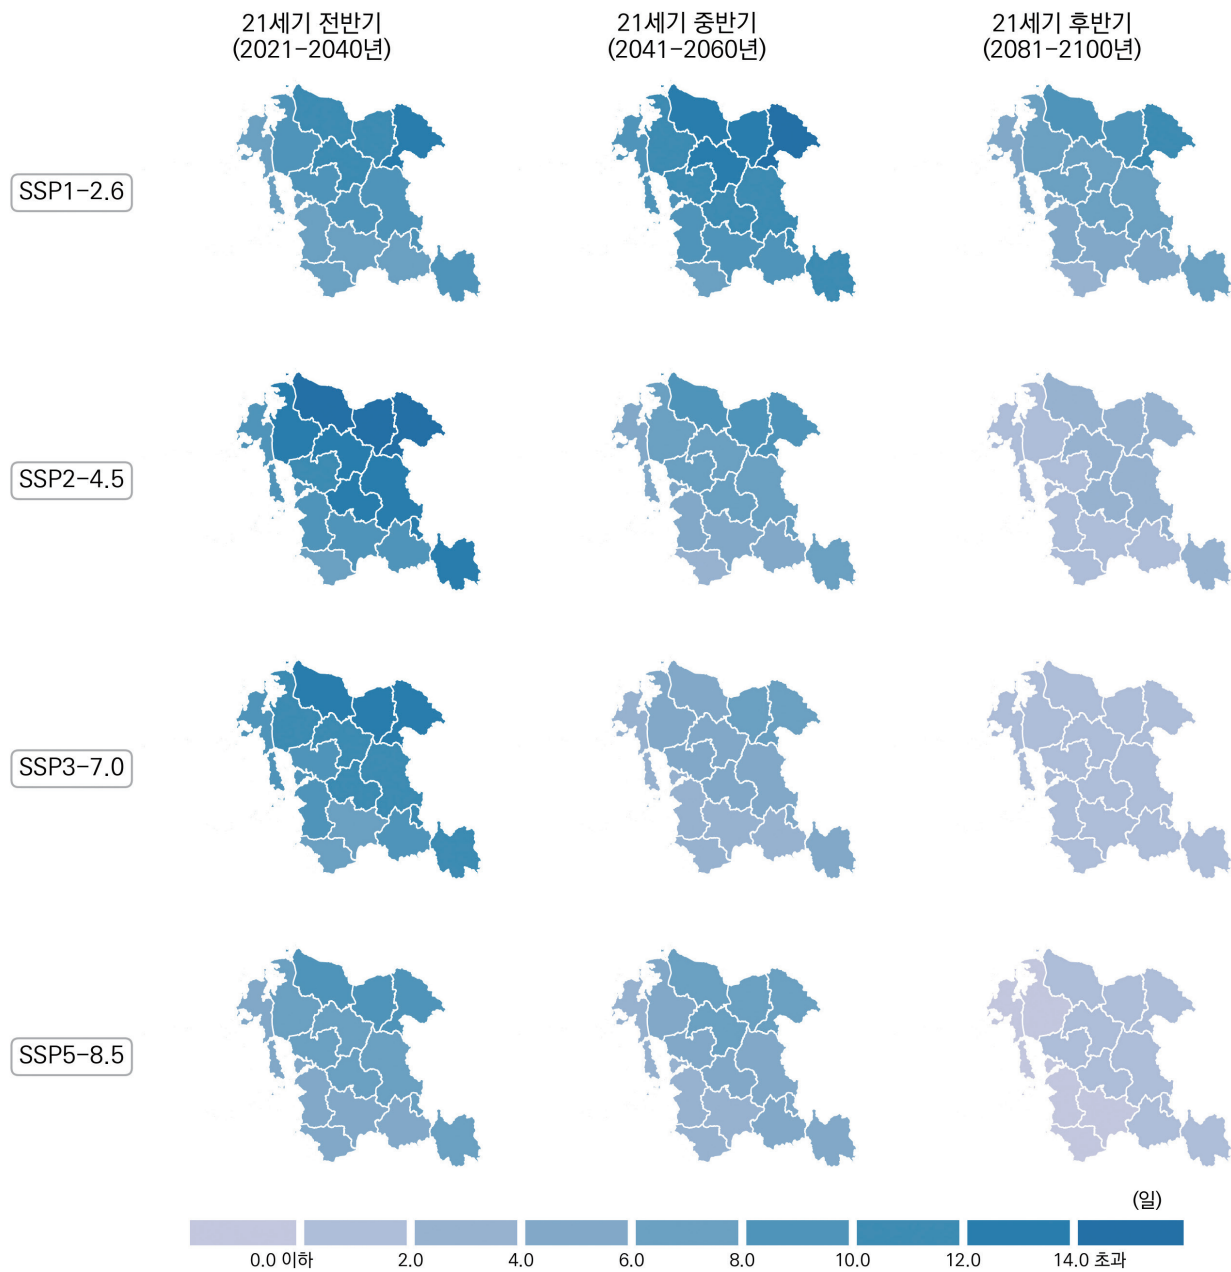 21세기 전반기
(2021-2040년)
21세기 중반기
(2041-2060년)
21세기 후반기
(2081-2100년)
SSP1-2.6
SSP2-4.5
SSP3-7.0
SSP5-8.5
(일)
0.0 이하 2.0 4.0 6.0 8.0 10.0 12.0 14.0 초과